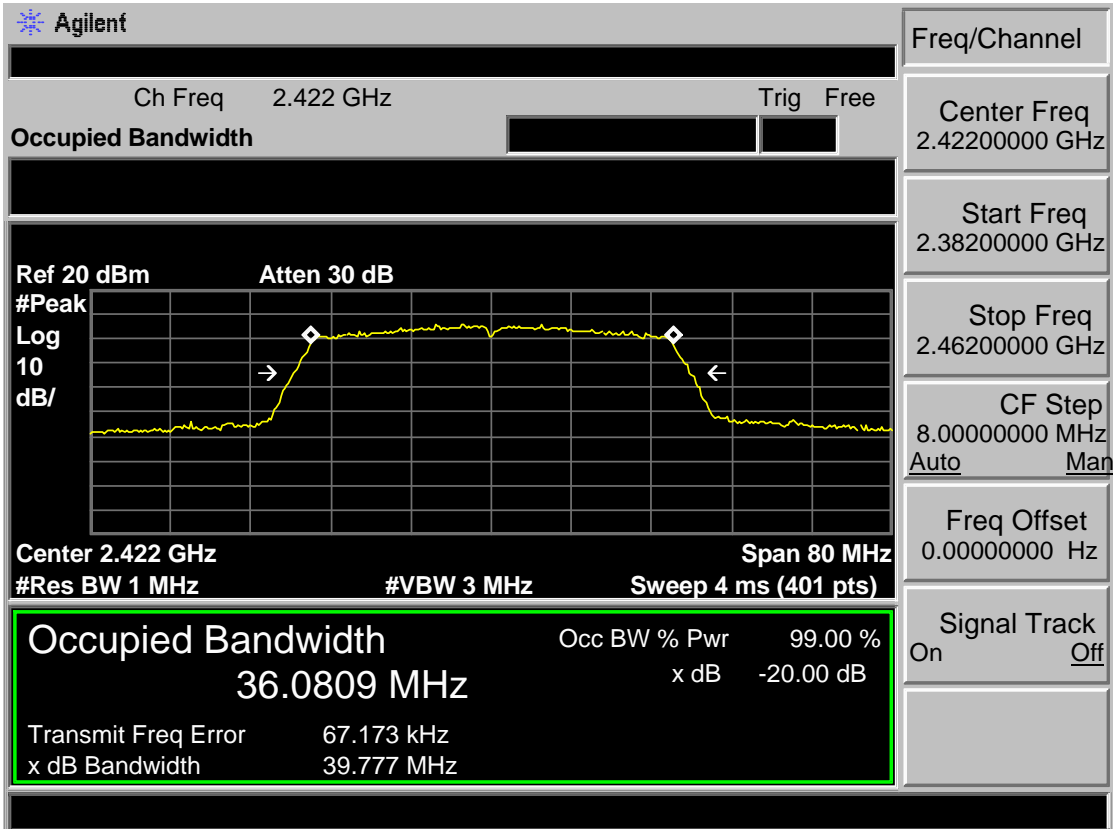 Agilent
Freq/Channel
Ch Freq 2.422 GHz Trig Free
Occupied Bandwidth
Center Freq
2.42200000 GHz
Start Freq
2.38200000 GHz
Ref 20 dBm Atten 30 dB
#Peak
Log
10
dB/
Stop Freq
2.46200000 GHz
CF Step
8.00000000 MHz
Auto Man
Center 2.422 GHz Span 80 MHz
#Res BW 1 MHz #VBW 3 MHz Sweep 4 ms (401 pts)
Freq Offset
0.00000000 Hz
Occupied Bandwidth Occ BW % Pwr 99.00 %
36.0809 MHz x dB -20.00 dB
Transmit Freq Error 67.173 kHz
x dB Bandwidth 39.777 MHz
Signal Track
On Off